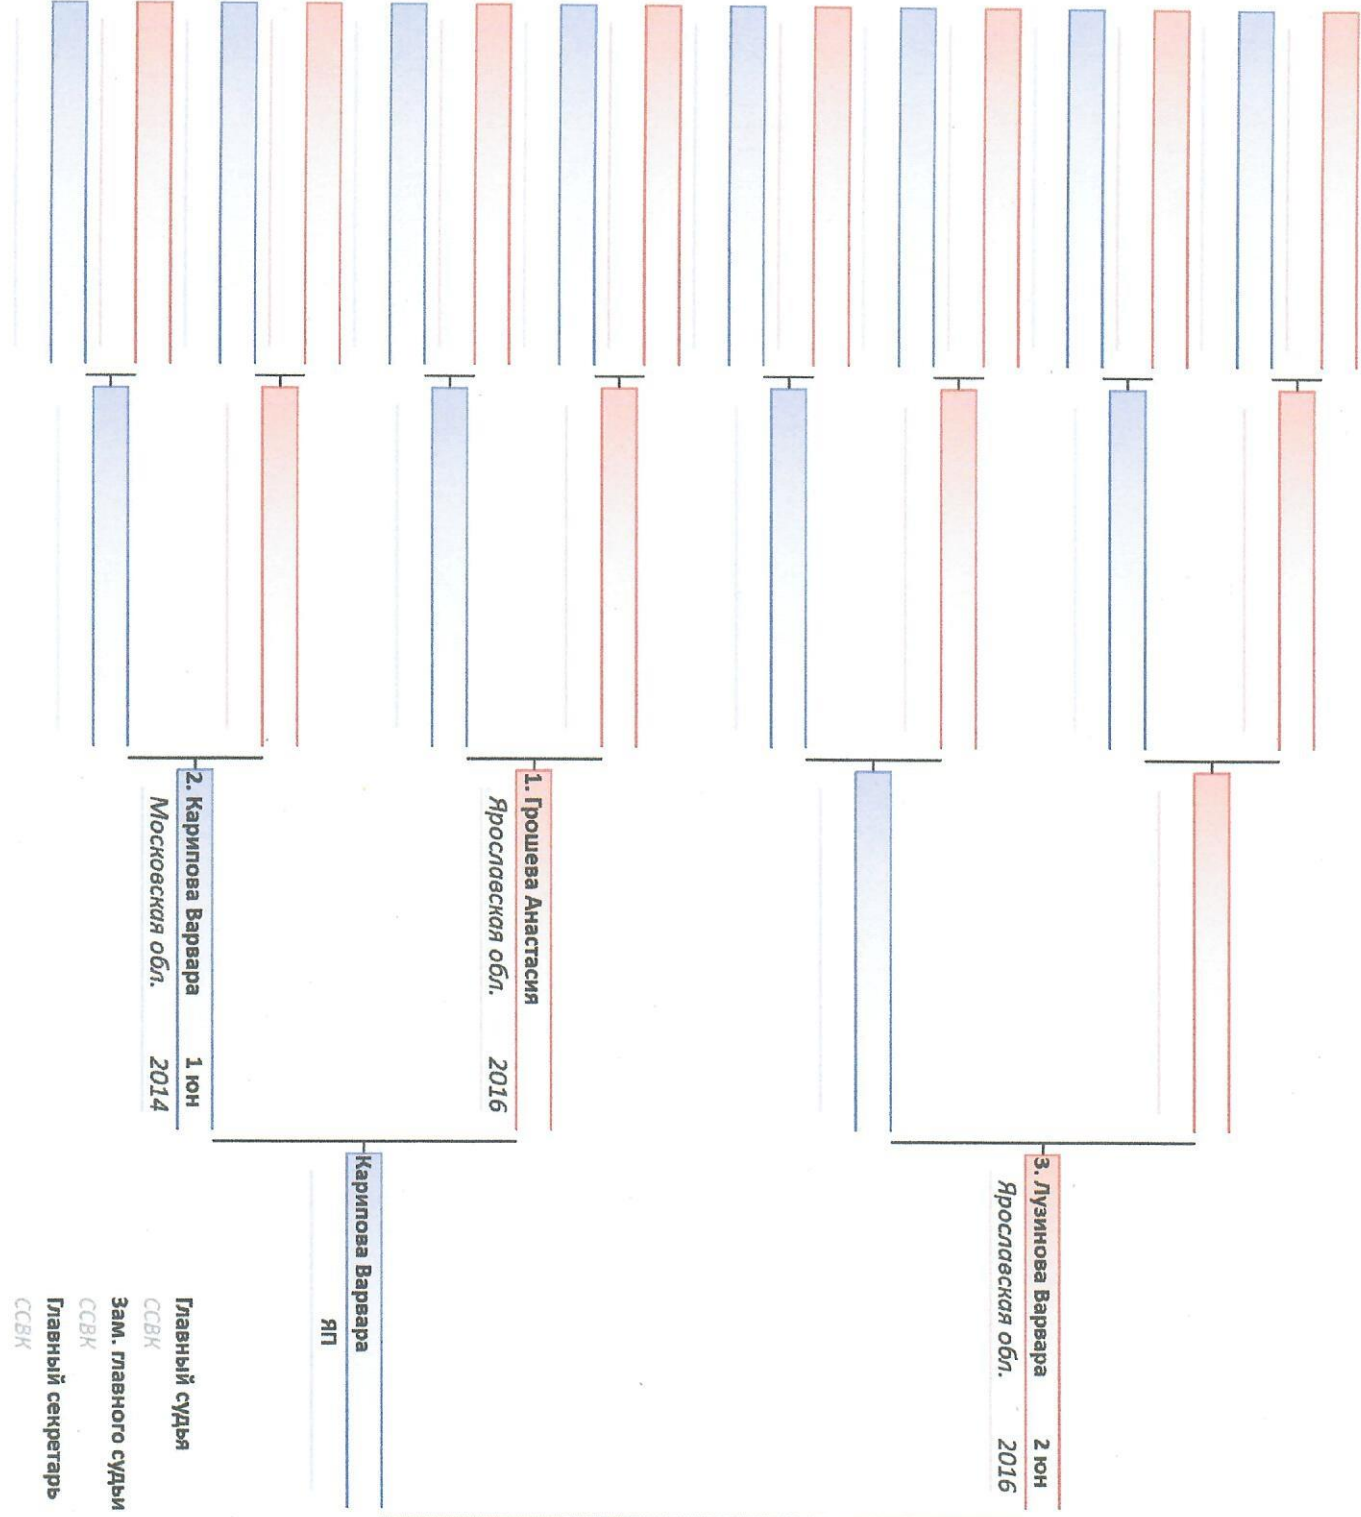 3. Лузинова Варвара 2 юн
Ярославская обл. 2016
1. Грошева Анастасия
Ярославская обл. 2016
2. Карипова Варвара 1 юн
Московская обл. 2014
Карипова Варвара
ЯП
Главный судья
ССВК
Зам. главного судьи
ССВК
Главный секретарь
ССВК